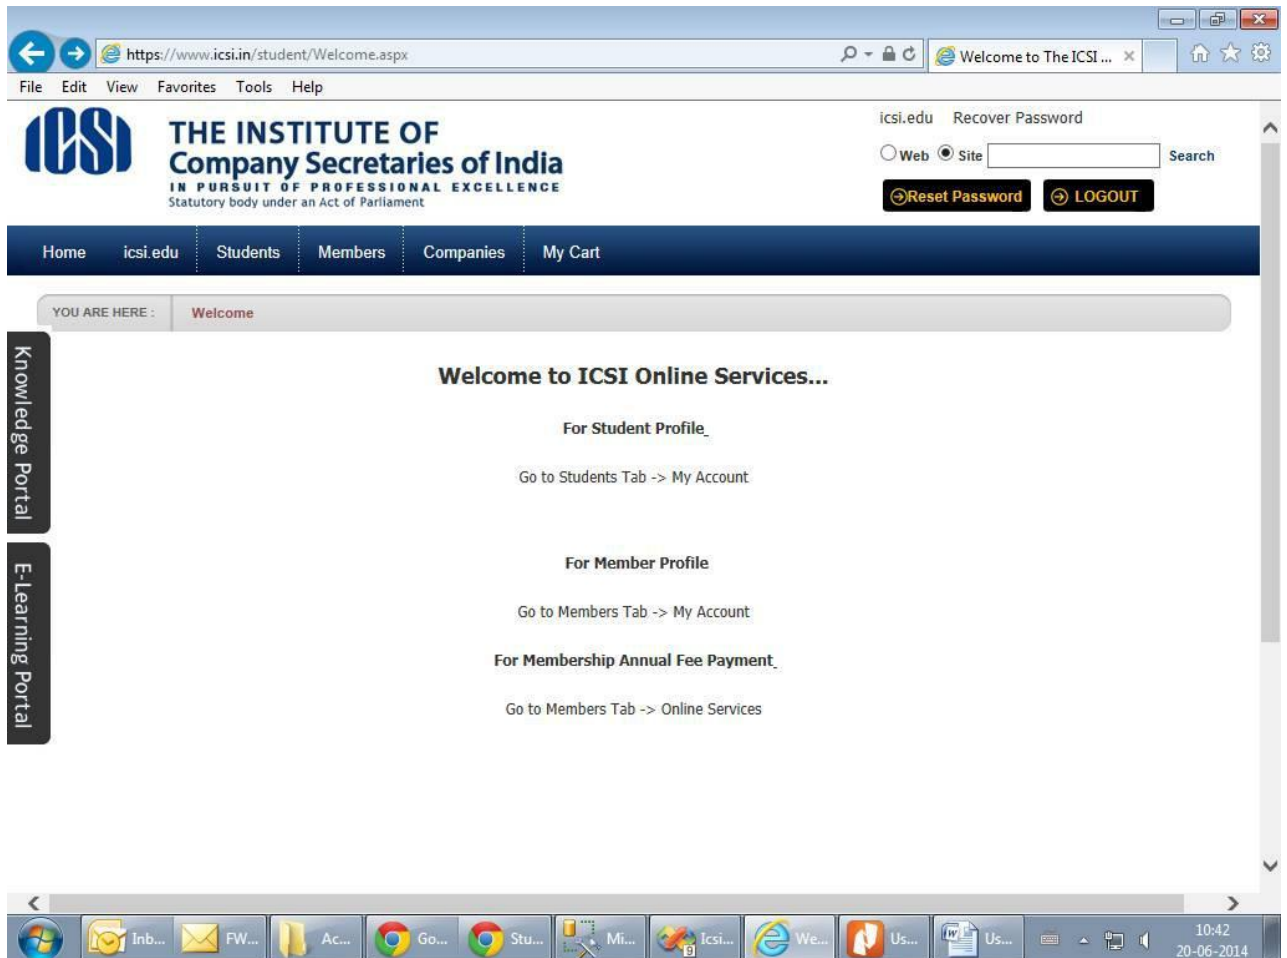 https://www.icsi.in/student/Welcome.aspx
Welcome to The ICSI ...
File Edit View Favorites Tools Help
ICSI
THE INSTITUTE OF
Company Secretaries of India
IN PURSUIT OF PROFESSIONAL EXCELLENCE
Statutory body under an Act of Parliament
icsi.edu Recover Password
Web Site Search
Reset Password LOGOUT
Home icsi.edu Students Members Companies My Cart
YOU ARE HERE : Welcome
Knowledge Portal
E-Learning Portal
Welcome to ICSI Online Services...
For Student Profile
Go to Students Tab -> My Account
For Member Profile
Go to Members Tab -> My Account
For Membership Annual Fee Payment
Go to Members Tab -> Online Services
Inb... FW... Ac... Go... Stu... Mi... Icsi... We... Us... Us...
10:42
20-06-2014